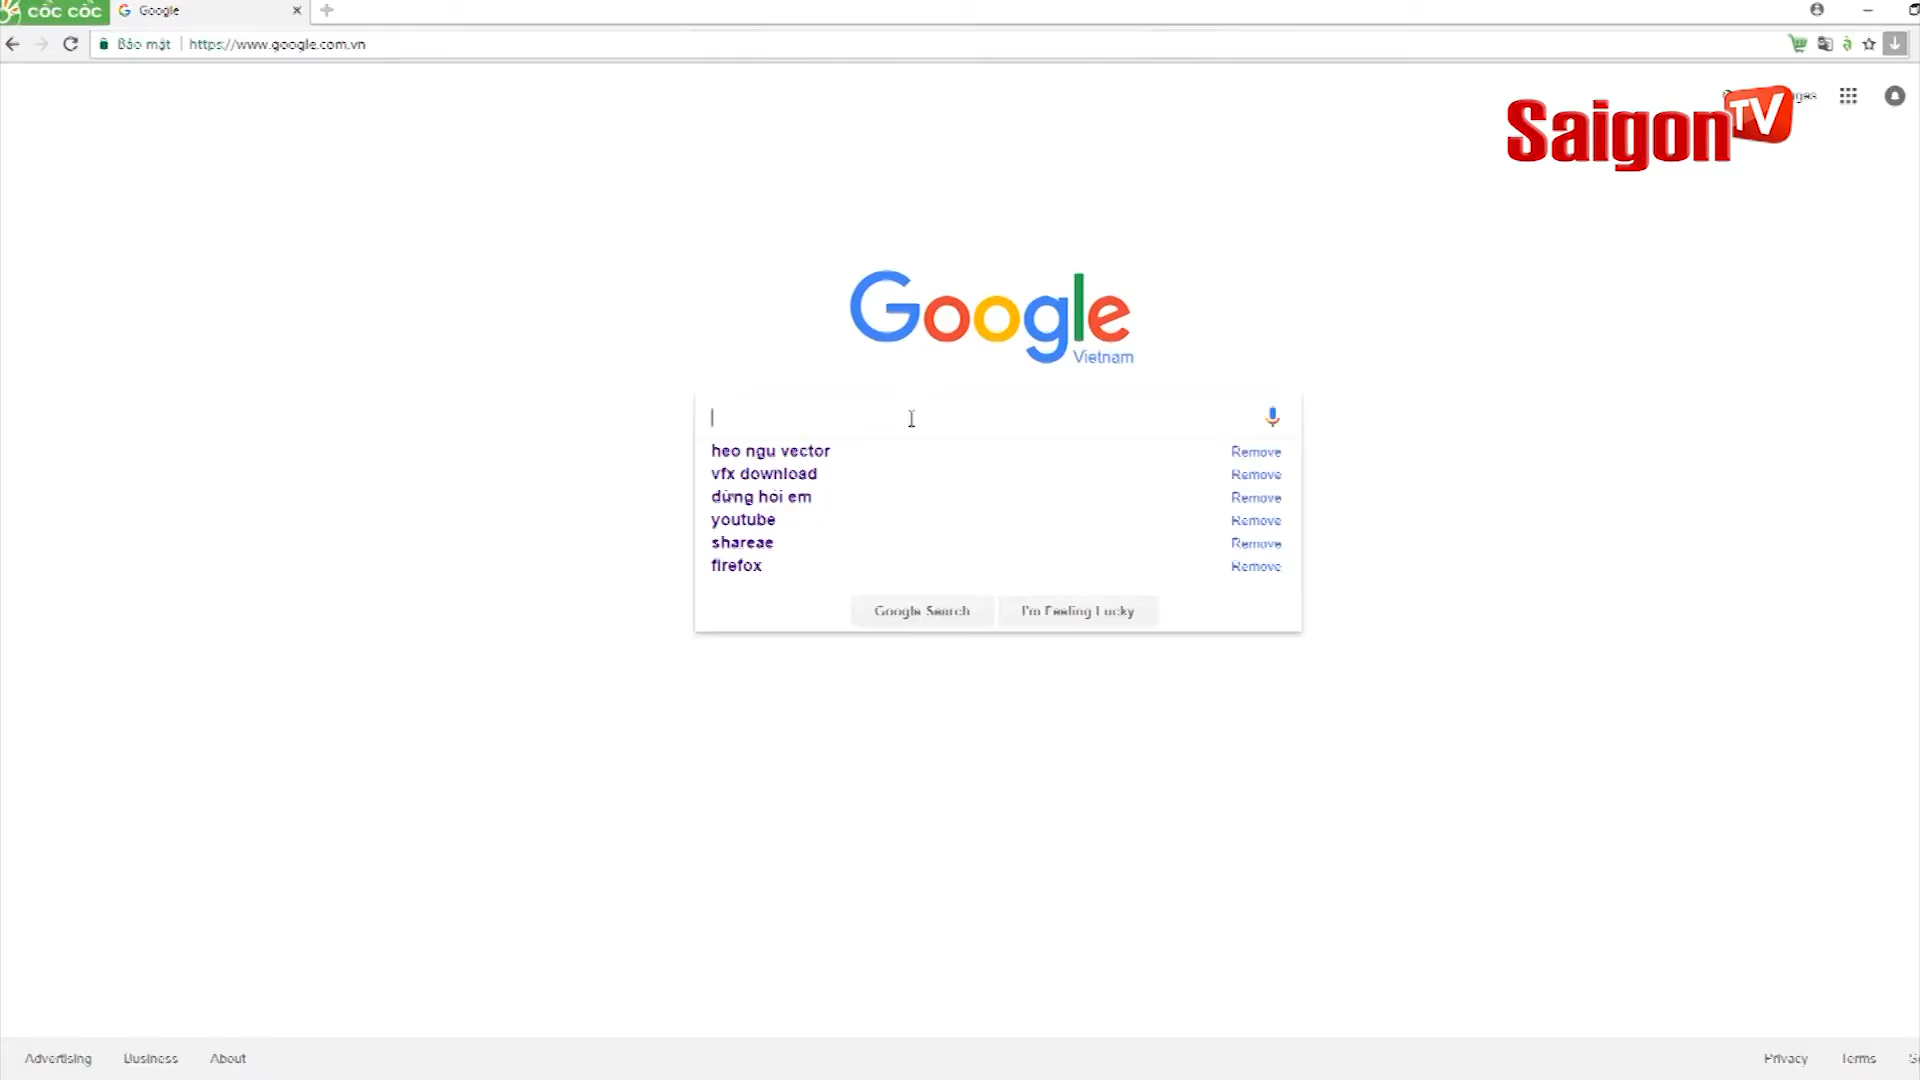 cốc cốc
Google
Bảo mật
https://www.google.com.vn
Saigon TV
Google
Vietnam
heo ngu vector Remove
vfx download Remove
dừng hỏi em Remove
youtube Remove
shareae Remove
firefox Remove
Google Search
I'm Feeling Lucky
Advertising Business About
Privacy Terms